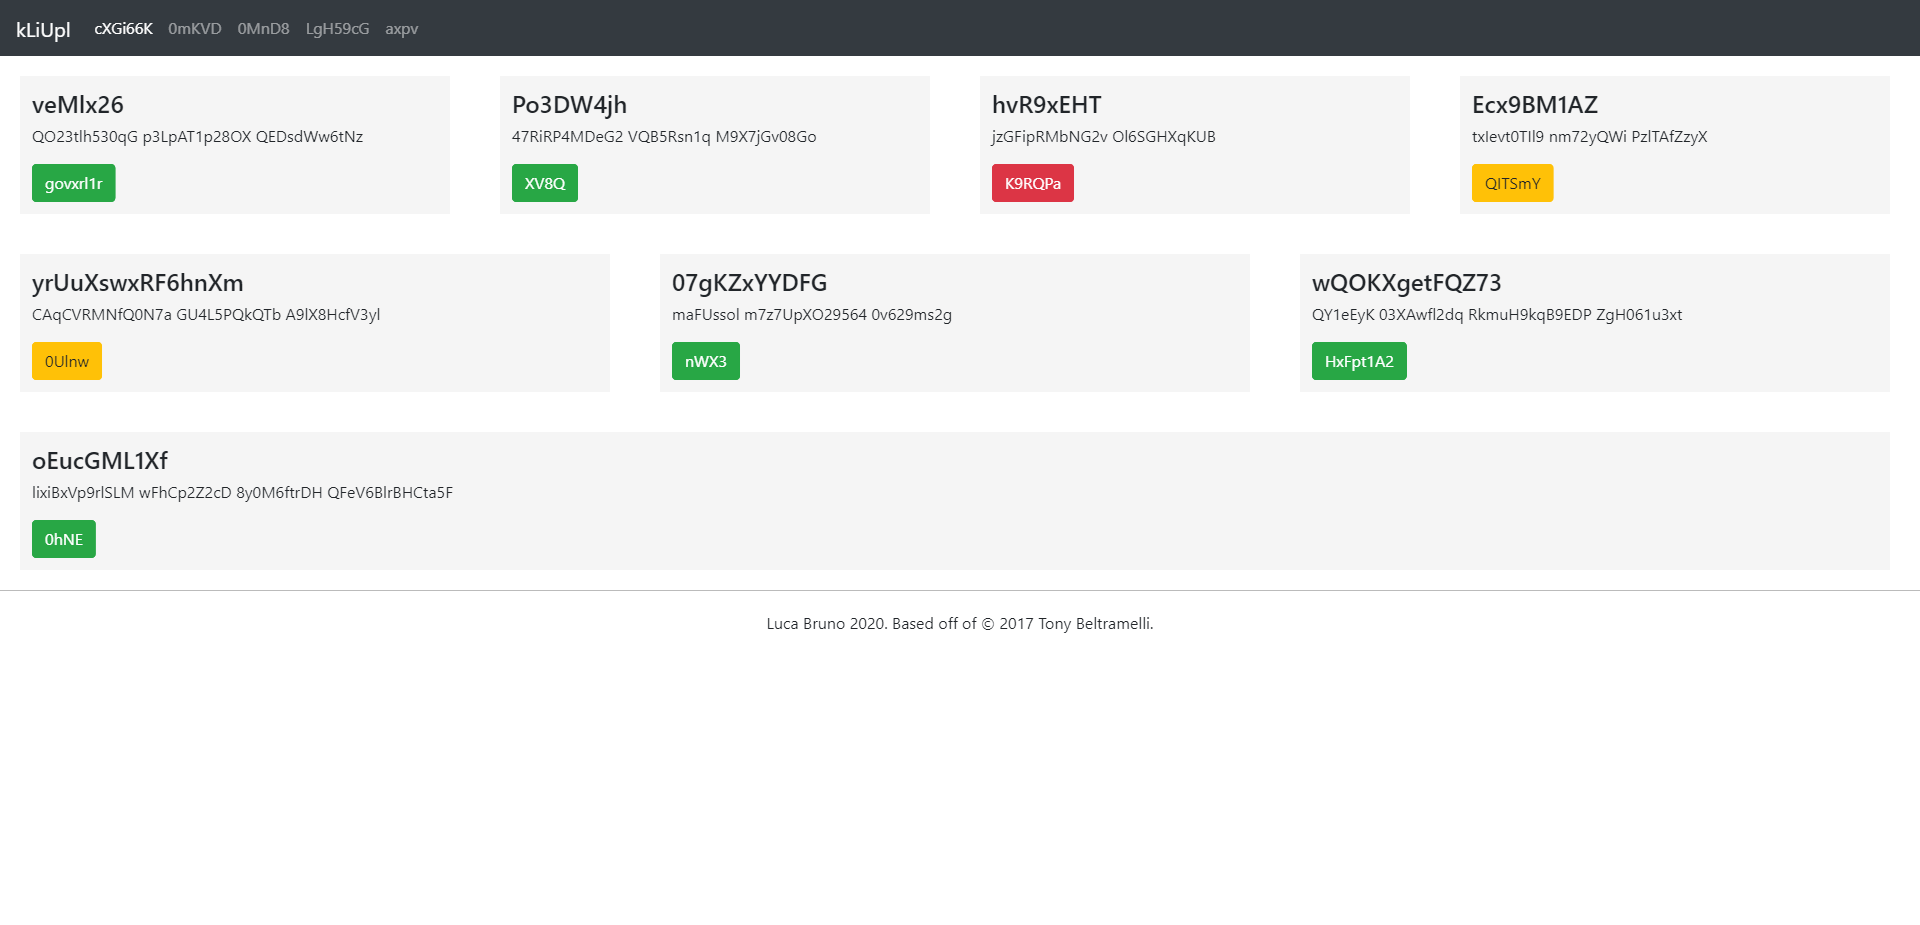 kLiUpl cXGi66K 0mKVD 0MnD8 LgH59cG axpv
veMlx26
QO23tlh530qG p3LpAT1p28OX QEDsdWw6tNz
govxrl1r
Po3DW4jh
47RiRP4MDeG2 VQB5Rsn1q M9X7jGv08Go
XV8Q
hvR9xEHT
jzGFipRMbNG2v Ol6SGHXqKUB
K9RQPa
Ecx9BM1AZ
txIevt0TIl9 nm72yQWi PzlTAfZzyX
QITSmY
yrUuXswxRF6hnXm
CAqCVRMNfQ0N7a GU4L5PQkQTb A9lX8HcfV3yl
0Ulnw
07gKZxYYDFG
maFUssol m7z7UpXO29564 0v629ms2g
nWX3
wQOKXgetFQZ73
QY1eEyK 03XAwfl2dq RkmuH9kqB9EDP ZgH061u3xt
HxFpt1A2
oEucGML1Xf
lixiBxVp9rlSLM wFhCp2Z2cD 8y0M6ftrDH QFeV6BlrBHCta5F
0hNE
Luca Bruno 2020. Based off of © 2017 Tony Beltramelli.